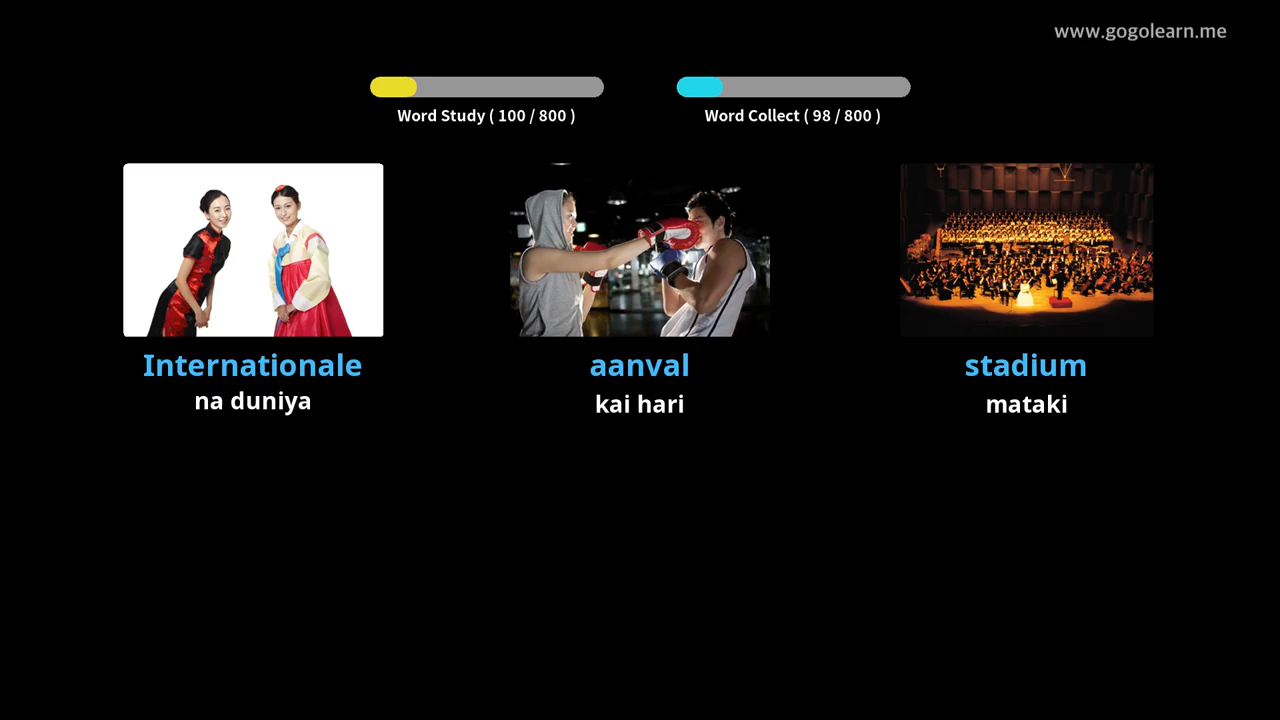 www.gogolearn.me
Word Study ( 100 / 800 )
Word Collect ( 98 / 800 )
Internationale
na duniya
aanval
kai hari
stadium
mataki